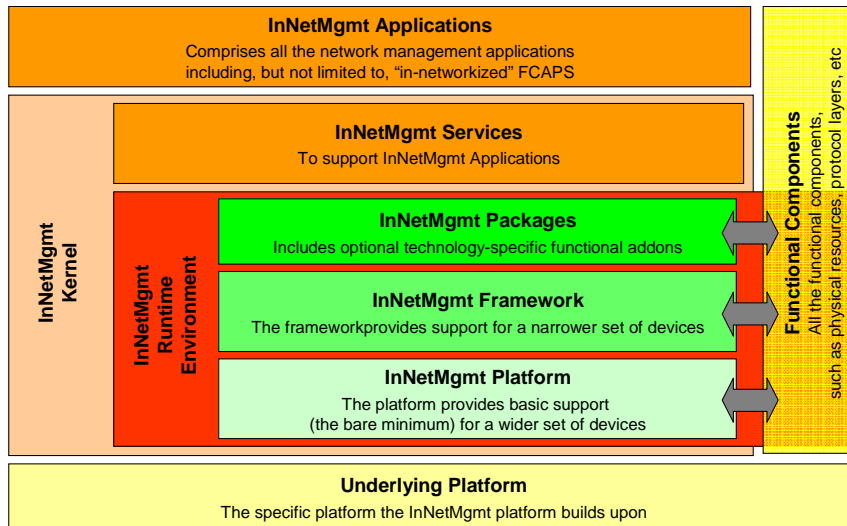 InNetMgmt Applications
Comprises all the network management applications
including, but not limited to, “in-networkized” FCAPS
InNetMgmt Services
To support InNetMgmt Applications
InNetMgmt
Kernel
InNetMgmt
Runtime
Environment
InNetMgmt Packages
Includes optional technology-specific functional addons
InNetMgmt Framework
The frameworkprovides support for a narrower set of devices
InNetMgmt Platform
The platform provides basic support
(the bare minimum) for a wider set of devices
Functional Components
All the functional components,
such as physical resources, protocol layers, etc
Underlying Platform
The specific platform the InNetMgmt platform builds upon